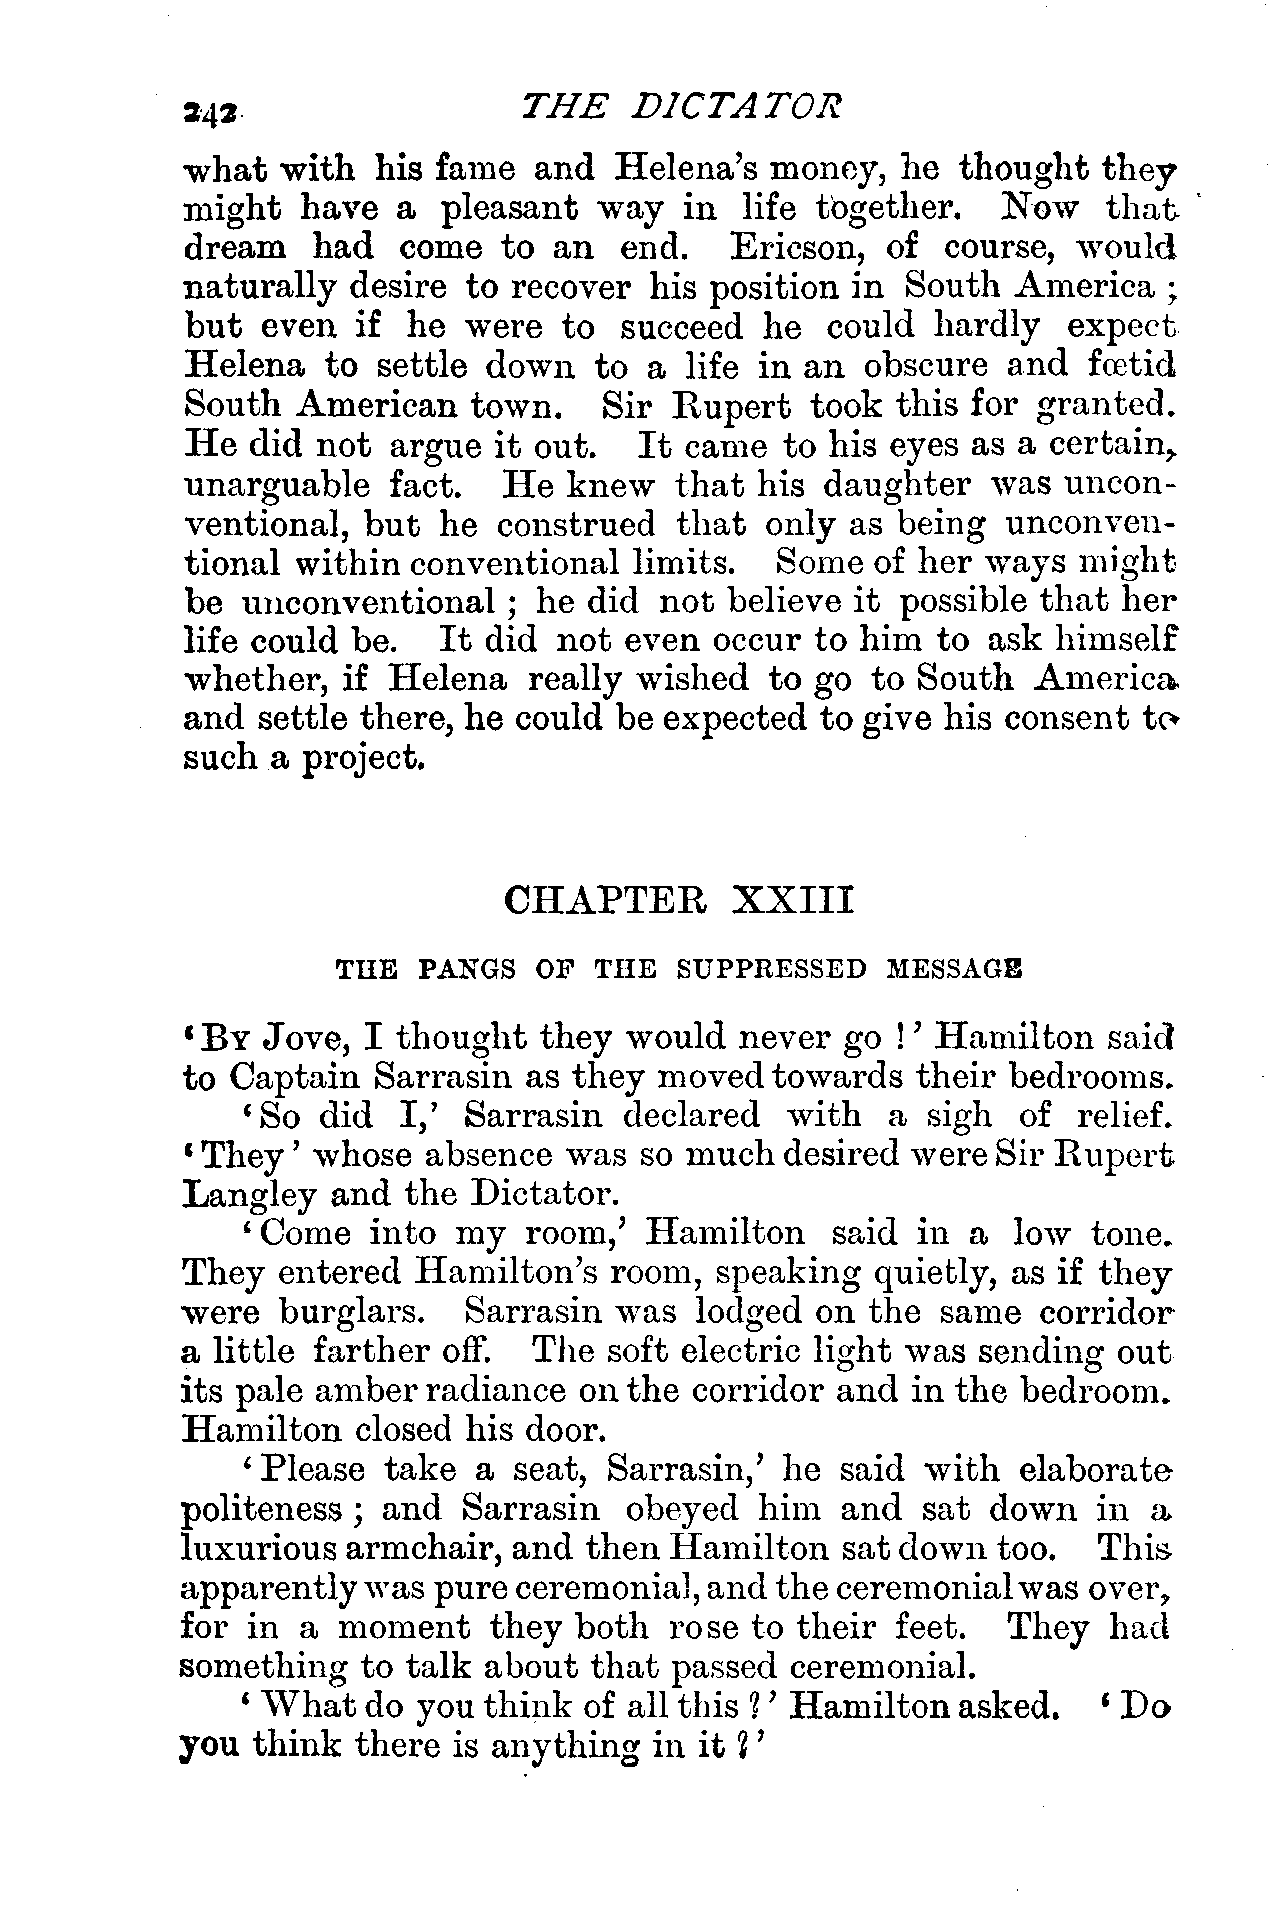 242 THE DICTATOR
what with his fame and Helena's money, he thought they
might have a pleasant way in life together. Now that
dream had come to an end. Ericson, of course, would
naturally desire to recover his position in South America ;
but even if he were to succeed he could hardly expect
Helena to settle down to a life in an obscure and fœtid
South American town. Sir Rupert took this for granted.
He did not argue it out. It came to his eyes as a certain,
unarguable fact. He knew that his daughter was uncon-
ventional, but he construed that only as being unconven-
tional within conventional limits. Some of her ways might
be unconventional ; he did not believe it possible that her
life could be. It did not even occur to him to ask himself
whether, if Helena really wished to go to South America
and settle there, he could be expected to give his consent to
such a project.
CHAPTER XXIII
THE PANGS OF THE SUPPRESSED MESSAGE
‘By Jove, I thought they would never go !’ Hamilton said
to Captain Sarrasin as they moved towards their bedrooms.
‘So did I,’ Sarrasin declared with a sigh of relief.
‘They’ whose absence was so much desired were Sir Rupert
Langley and the Dictator.
‘Come into my room,’ Hamilton said in a low tone.
They entered Hamilton's room, speaking quietly, as if they
were burglars. Sarrasin was lodged on the same corridor
a little farther off. The soft electric light was sending out
its pale amber radiance on the corridor and in the bedroom.
Hamilton closed his door.
‘Please take a seat, Sarrasin,’ he said with elaborate
politeness ; and Sarrasin obeyed him and sat down in a
luxurious armchair, and then Hamilton sat down too. This
apparently was pure ceremonial, and the ceremonial was over,
for in a moment they both rose to their feet. They had
something to talk about that passed ceremonial.
‘What do you think of all this ?’ Hamilton asked. ‘Do
you think there is anything in it ?’